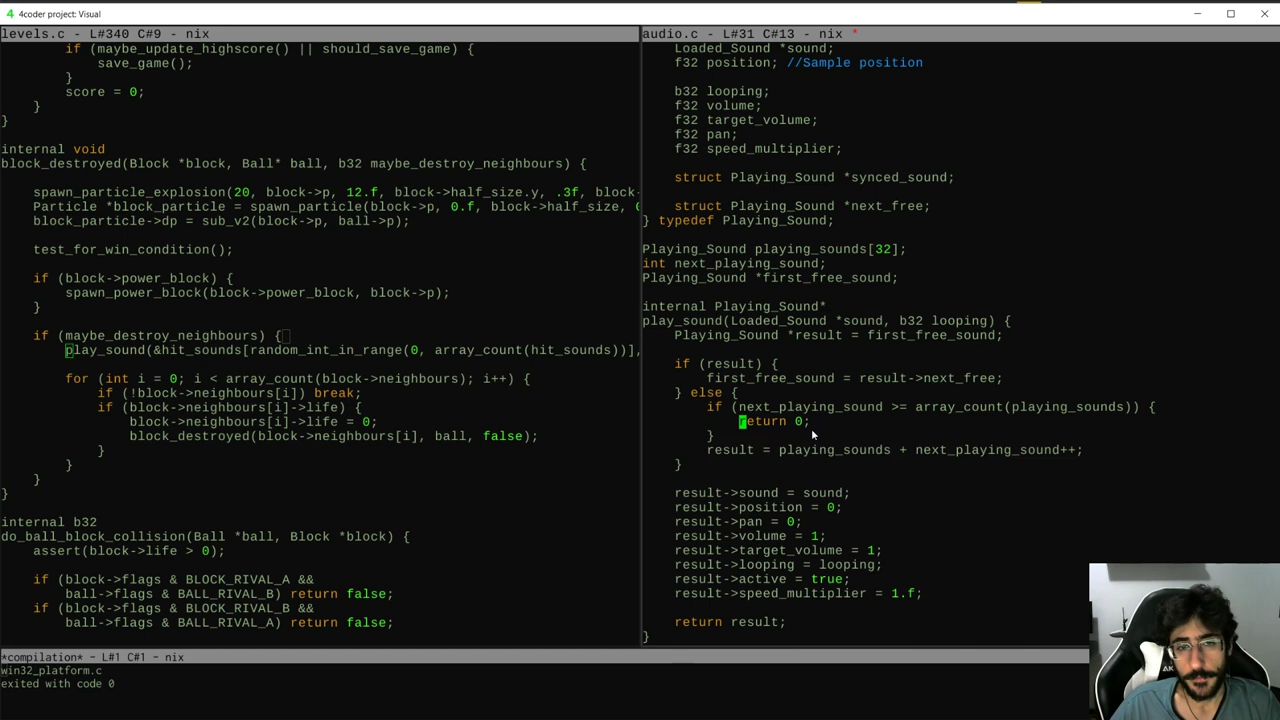 4 4coder project: Visual
levels.c - L#340 C#9 - nix
if (maybe_update_highscore() || should_save_game) {
save_game();
}
score = 0;
}
}
internal void
block_destroyed(Block *block, Ball* ball, b32 maybe_destroy_neighbours) {
spawn_particle_explosion(20, block->p, 12.f, block->half_size.y, .3f, block-
Particle *block_particle = spawn_particle(block->p, 0.f, block->half_size,
block_particle->dp = sub_v2(block->p, ball->p);
test_for_win_condition();
if (block->power_block) {
spawn_power_block(block->power_block, block->p);
}
if (maybe_destroy_neighbours) {
play_sound(&hit_sounds[random_int_in_range(0, array_count(hit_sounds))],
for (int i = 0; i < array_count(block->neighbours); i++) {
if (!block->neighbours[i]) break;
if (block->neighbours[i]->life) {
block->neighbours[i]->life = 0;
block_destroyed(block->neighbours[i], ball, false);
}
}
}
}
internal b32
do_ball_block_collision(Ball *ball, Block *block) {
assert(block->life > 0);
if (block->flags & BLOCK_RIVAL_A &&
ball->flags & BALL_RIVAL_B) return false;
if (block->flags & BLOCK_RIVAL_B &&
ball->flags & BALL_RIVAL_A) return false;
audio.c - L#31 C#13 - nix *
Loaded_Sound *sound;
f32 position; //Sample position
b32 looping;
f32 volume;
f32 target_volume;
f32 pan;
f32 speed_multiplier;
struct Playing_Sound *synced_sound;
struct Playing_Sound *next_free;
} typedef Playing_Sound;
Playing_Sound playing_sounds[32];
int next_playing_sound;
Playing_Sound *first_free_sound;
internal Playing_Sound*
play_sound(Loaded_Sound *sound, b32 looping) {
Playing_Sound *result = first_free_sound;
if (result) {
first_free_sound = result->next_free;
} else {
if (next_playing_sound >= array_count(playing_sounds)) {
return 0;
}
result = playing_sounds + next_playing_sound++;
}
result->sound = sound;
result->position = 0;
result->pan = 0;
result->volume = 1;
result->target_volume = 1;
result->looping = looping;
result->active = true;
result->speed_multiplier = 1.f;
return result;
}
*compilation* - L#1 C#1 - nix
win32_platform.c
exited with code 0